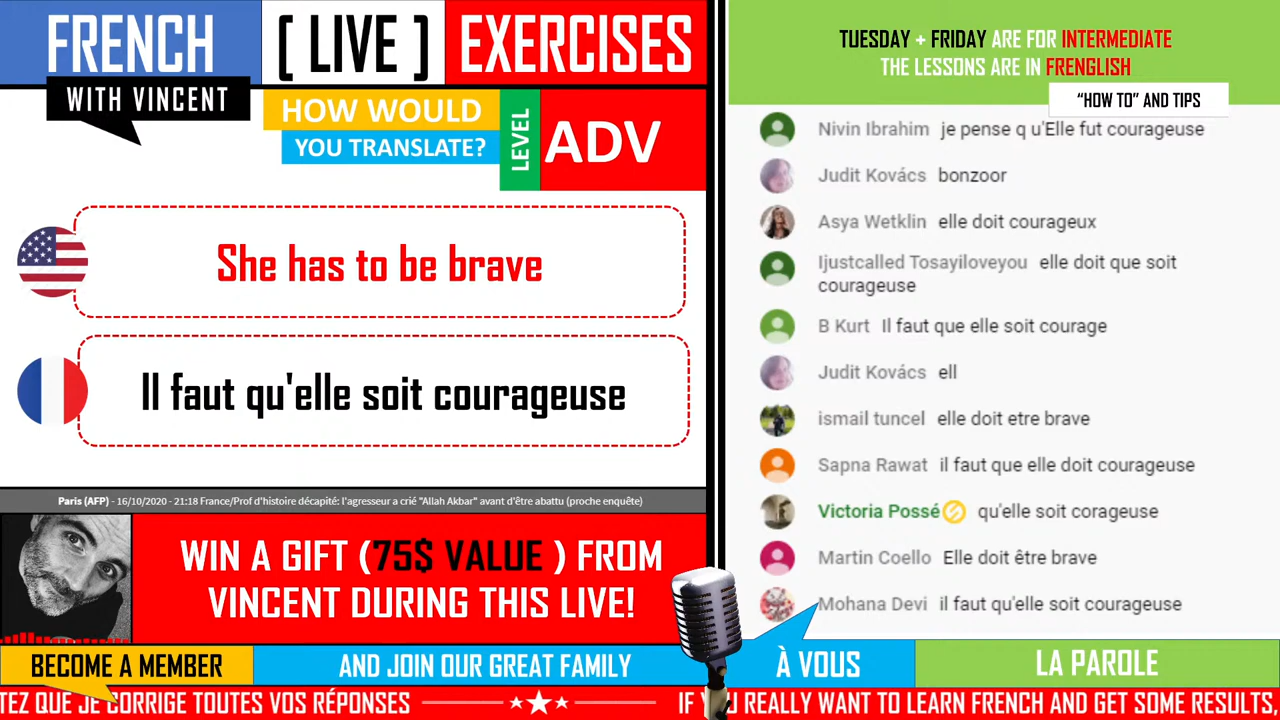 FRENCH
[ LIVE ]
EXERCISES
WITH VINCENT
HOW WOULD
YOU TRANSLATE?
LEVEL
ADV
She has to be brave
Il faut qu'elle soit courageuse
Paris (AFP) - 16/10/2020 - 21:18 France/Prof d'histoire décapité: l'agresseur a crié "Allah Akbar" avant d'être abattu (proche enquête)
WIN A GIFT (75$ VALUE ) FROM
VINCENT DURING THIS LIVE!
BECOME A MEMBER
AND JOIN OUR GREAT FAMILY
TUESDAY + FRIDAY ARE FOR INTERMEDIATE
THE LESSONS ARE IN FRENGLISH
"HOW TO" AND TIPS
Nivin Ibrahim je pense q u'Elle fut courageuse
Judit Kovács bonzoor
Asya Wetklin elle doit courageux
Ijustcalled Tosayiloveyou elle doit que soit
courageuse
B Kurt Il faut que elle soit courage
Judit Kovács ell
ismail tuncel elle doit etre brave
Sapna Rawat il faut que elle doit courageuse
Victoria Possé qu'elle soit corageuse
Martin Coello Elle doit être brave
Mohana Devi il faut qu'elle soit courageuse
À VOUS
LA PAROLE
TEZ QUE JE CORRIGE TOUTES VOS RÉPONSES IF YOU REALLY WANT TO LEARN FRENCH AND GET SOME RESULTS,